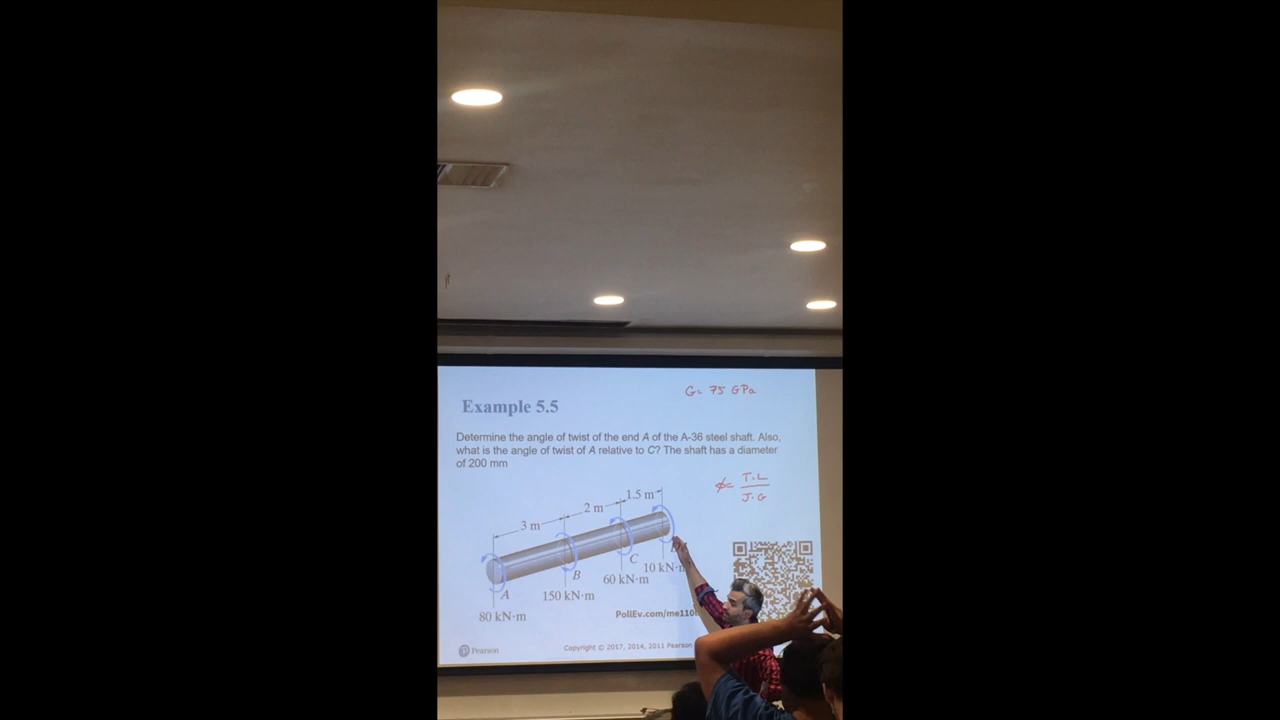 G= 75 GPa
Example 5.5
Determine the angle of twist of the end A of the A-36 steel shaft. Also,
what is the angle of twist of A relative to C? The shaft has a diameter
of 200 mm
ϕ= T·L
J·G
1.5 m
2 m
3 m
C
B
A
10 kN·m
60 kN·m
150 kN·m
80 kN·m
PollEv.com/me110
Pearson
Copyright © 2017, 2014, 2011 Pearson